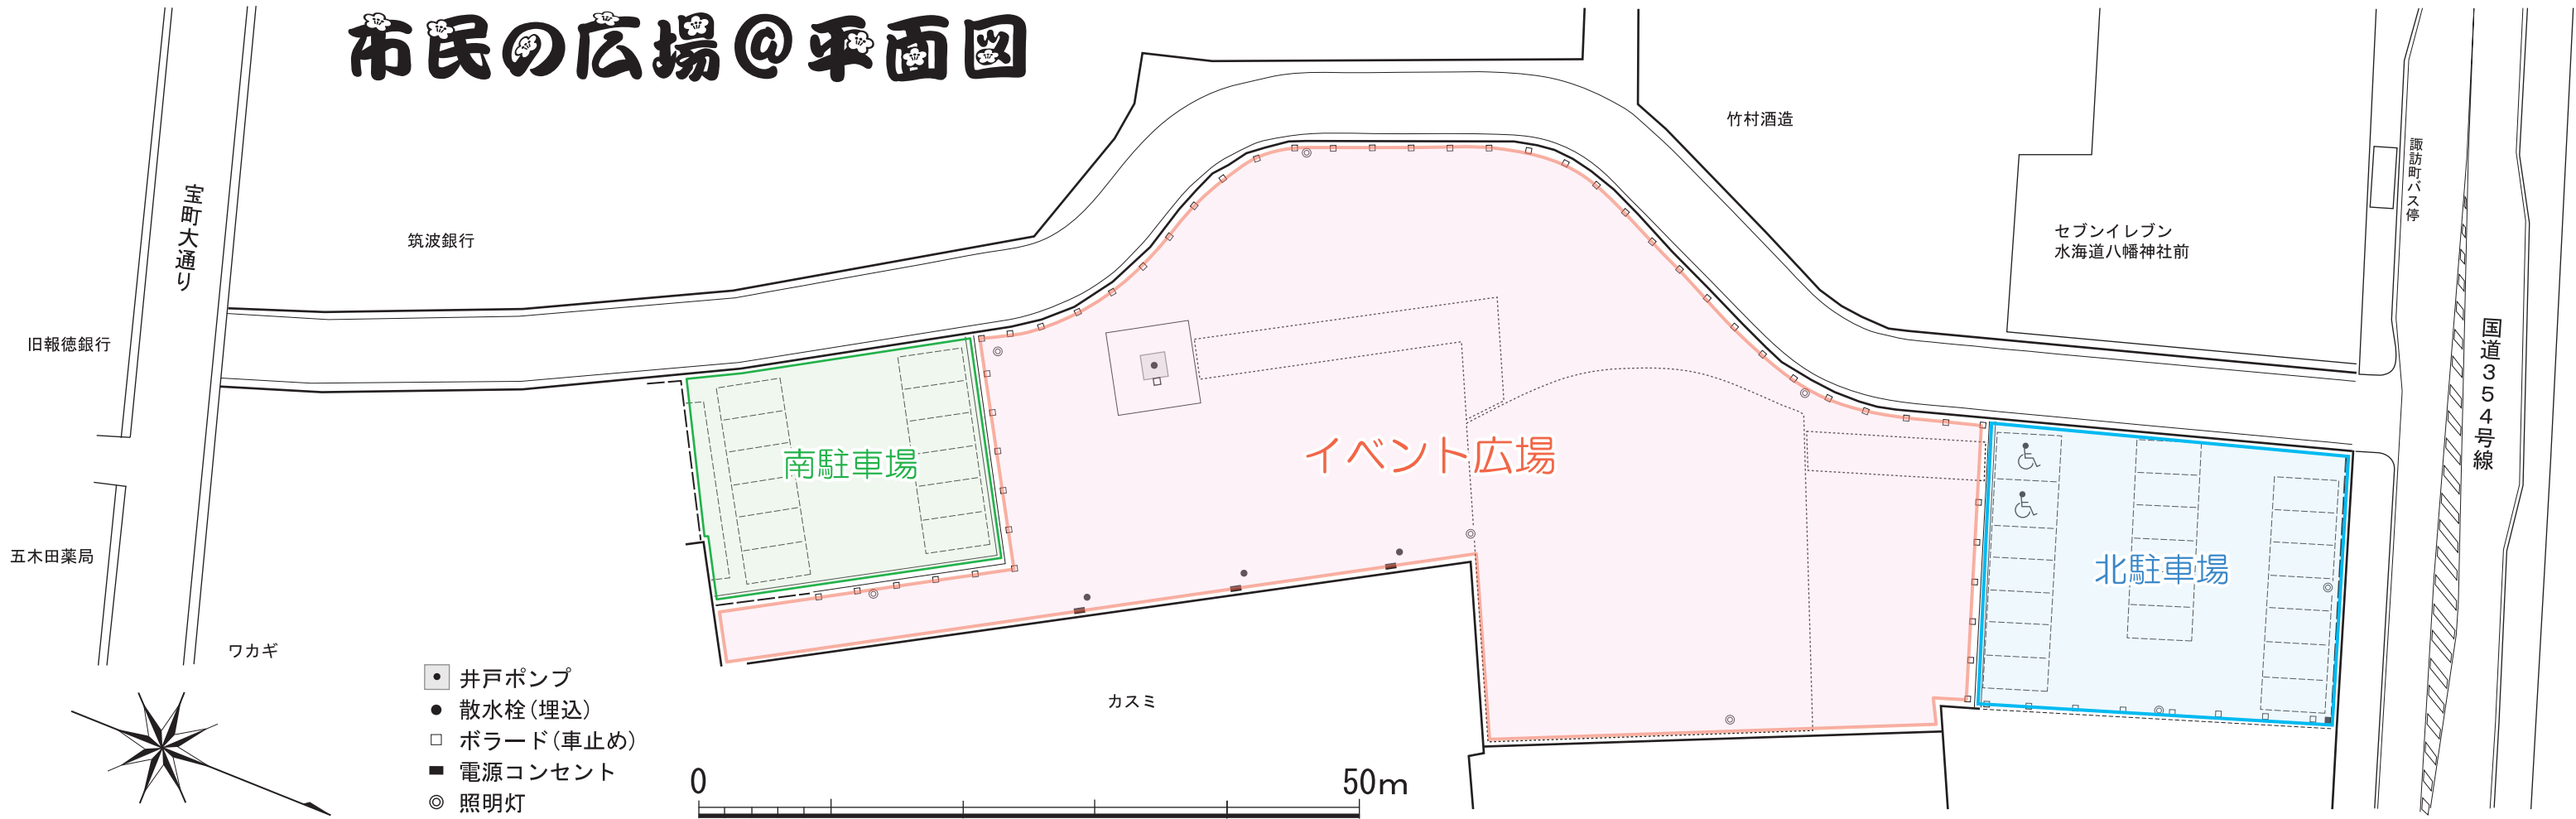 市民の広場@平面図
宝町大通り
筑波銀行
竹村酒造
諏訪町バス停
セブンイレブン
水海道八幡神社前
国道354号線
旧報徳銀行
南駐車場
イベント広場
北駐車場
五木田薬局
ワカギ
カスミ
井戸ポンプ
散水栓(埋込)
ボラード(車止め)
電源コンセント
照明灯
0
50m